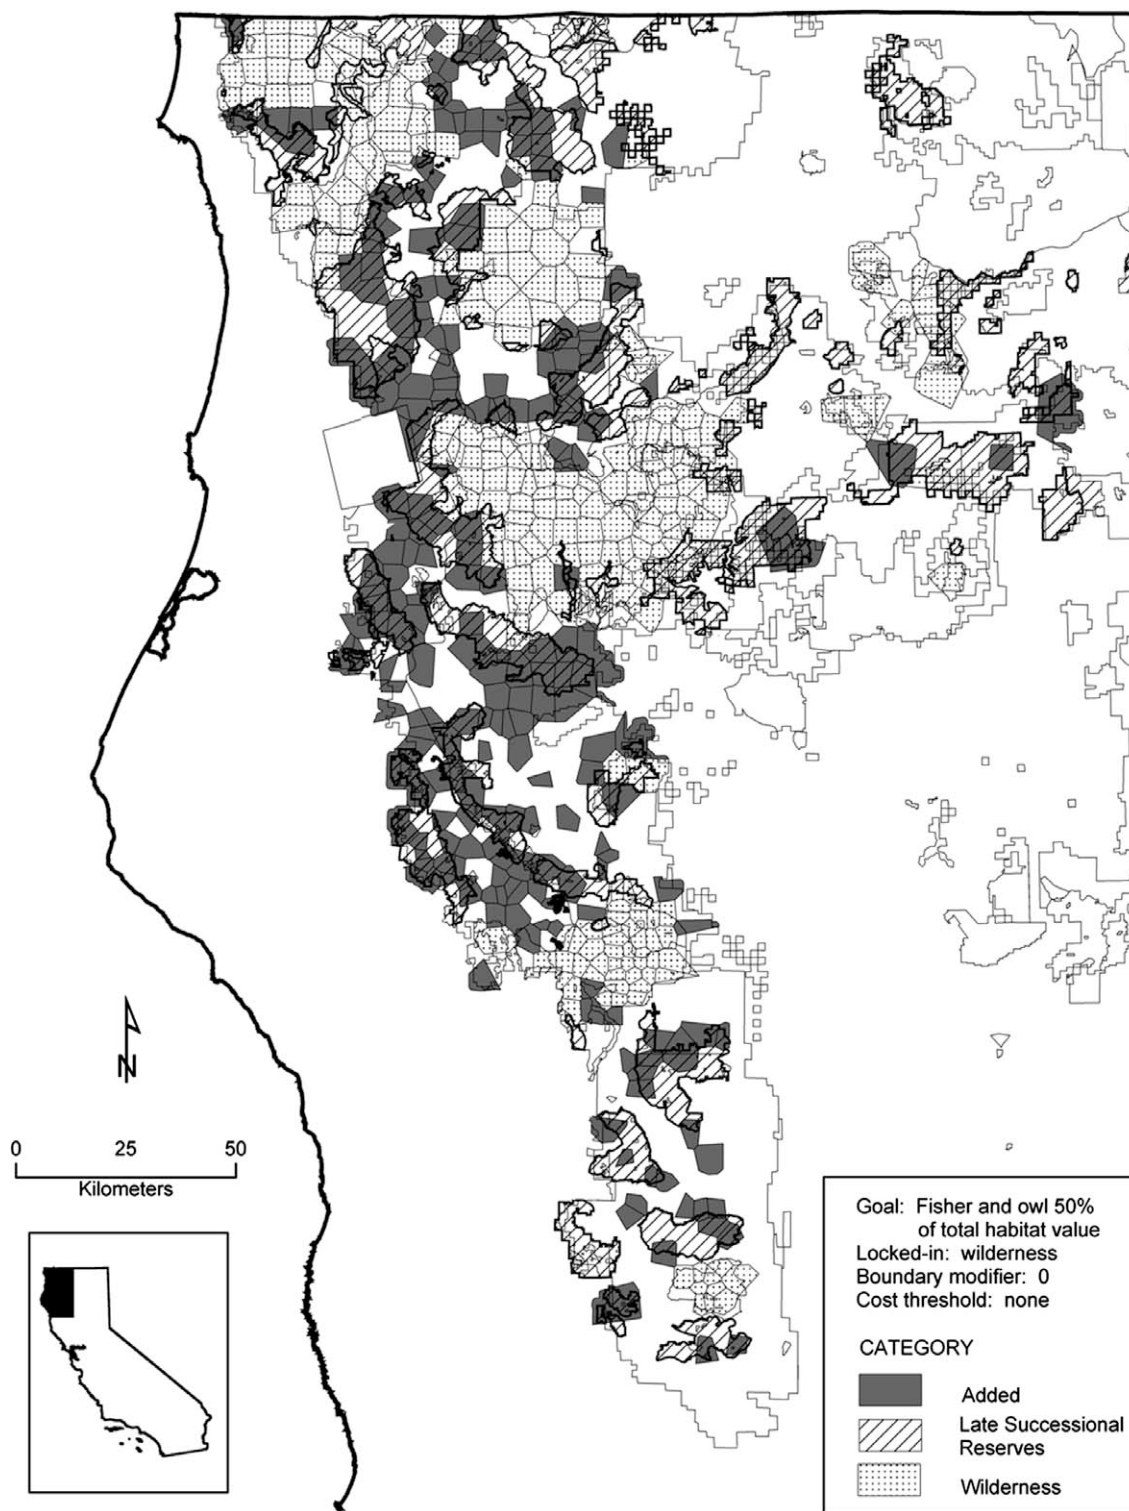 N
0 25 50
Kilometers
Goal: Fisher and owl 50%
of total habitat value
Locked-in: wilderness
Boundary modifier: 0
Cost threshold: none
CATEGORY
Added
Late Successional
Reserves
Wilderness